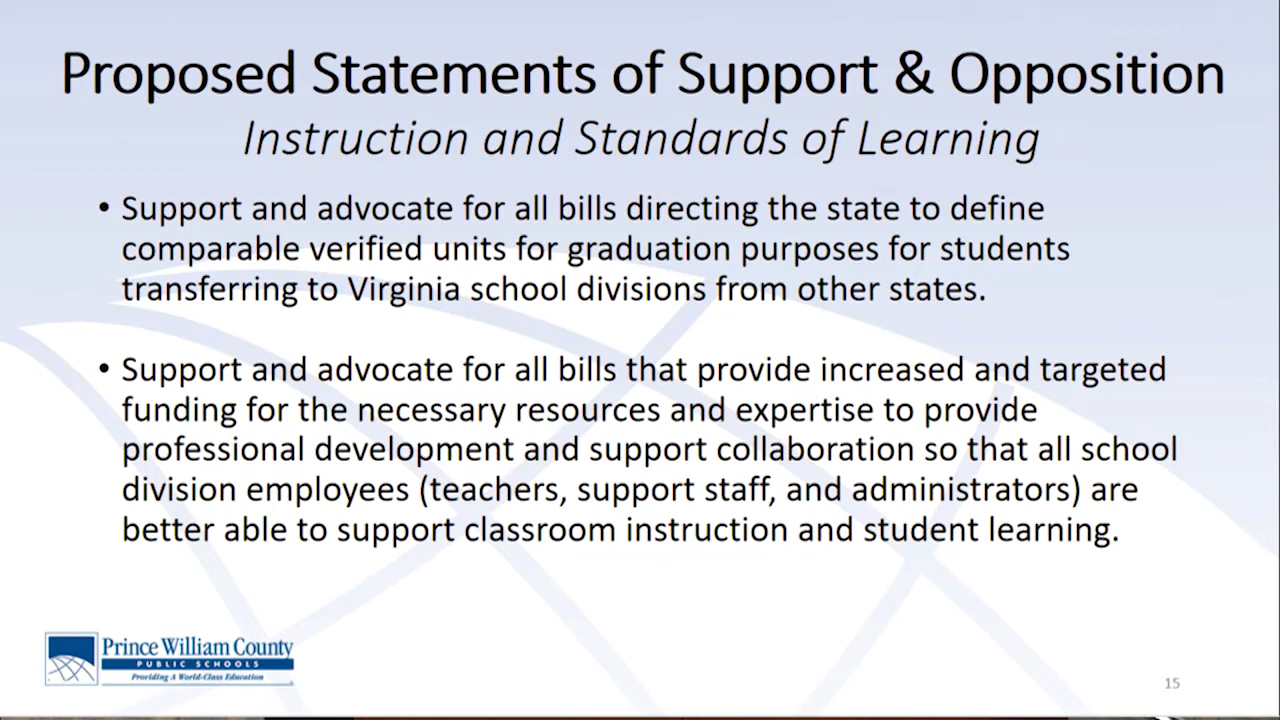 Proposed Statements of Support & Opposition
Instruction and Standards of Learning
• Support and advocate for all bills directing the state to define
comparable verified units for graduation purposes for students
transferring to Virginia school divisions from other states.
• Support and advocate for all bills that provide increased and targeted
funding for the necessary resources and expertise to provide
professional development and support collaboration so that all school
division employees (teachers, support staff, and administrators) are
better able to support classroom instruction and student learning.
Prince William County
PUBLIC SCHOOLS
Providing A World-Class Education
15